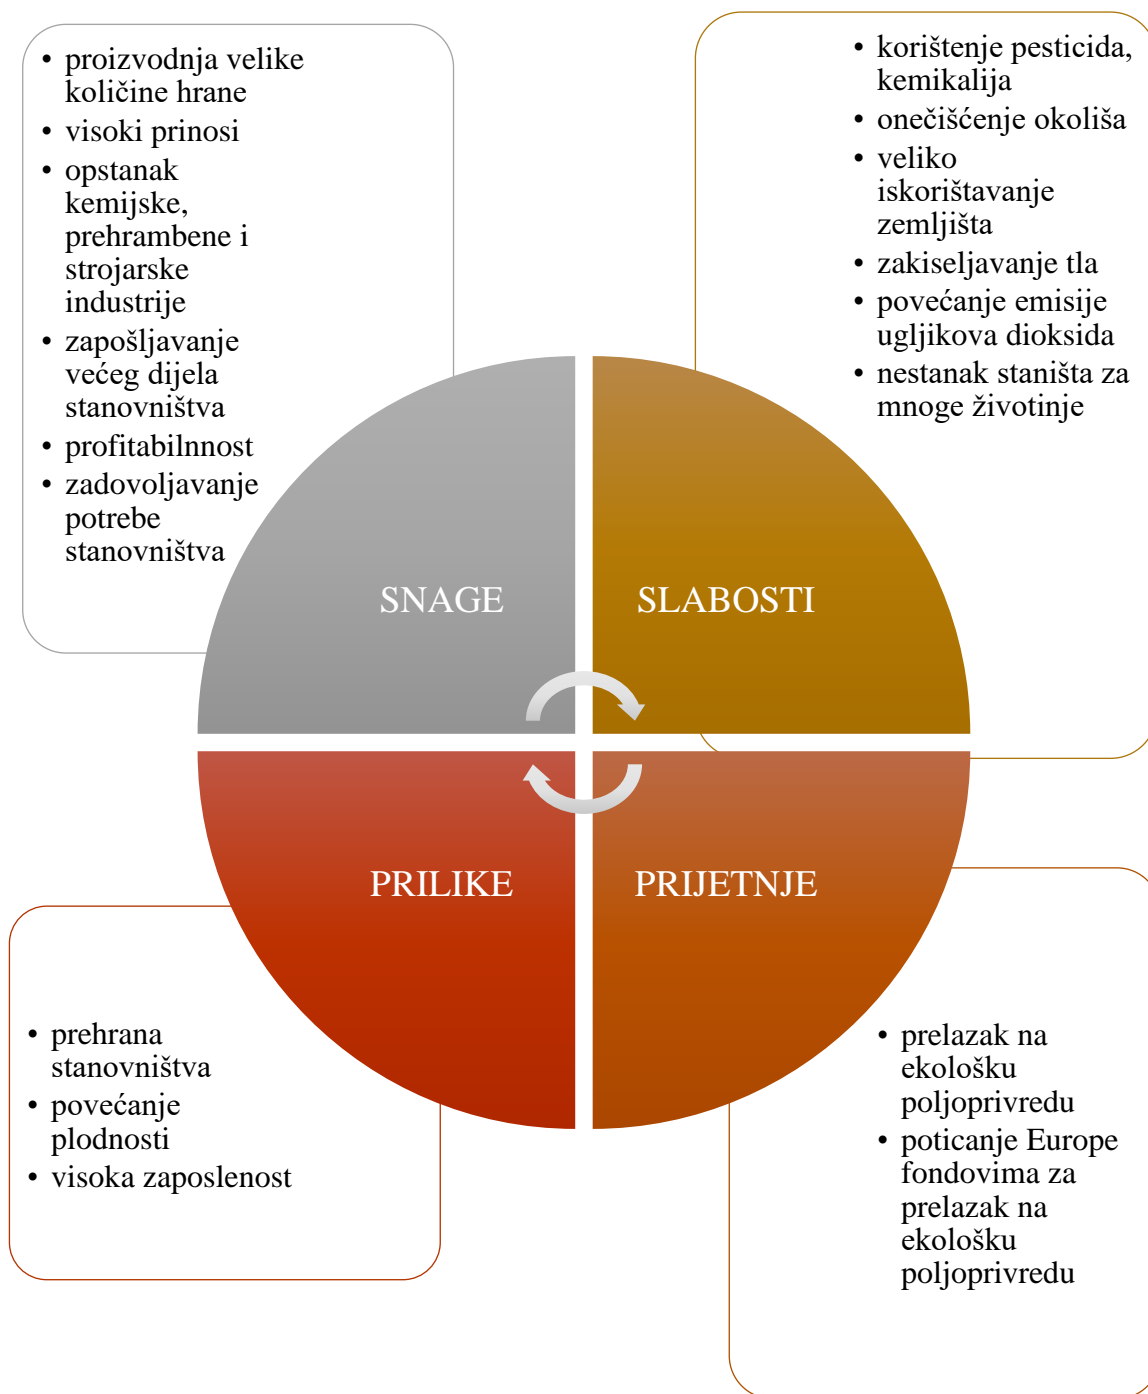 • proizvodnja velike
količine hrane
• visoki prinosi
• opstanak
kemijske,
prehrambene i
strojarske
industrije
• zapošljavanje
većeg dijela
stanovništva
• profitabilnnost
• zadovoljavanje
potrebe
stanovništva
• korištenje pesticida,
kemikalija
• onečišćenje okoliša
• veliko
iskorištavanje
zemljišta
• zakiseljavanje tla
• povećanje emisije
ugljikova dioksida
• nestanak staništa za
mnoge životinje
SNAGE
SLABOSTI
PRILIKE
PRIJETNJE
• prehrana
stanovništva
• povećanje
plodnosti
• visoka zaposlenost
• prelazak na
ekološku
poljoprivredu
• poticanje Europe
fondovima za
prelazak na
ekološku
poljoprivredu